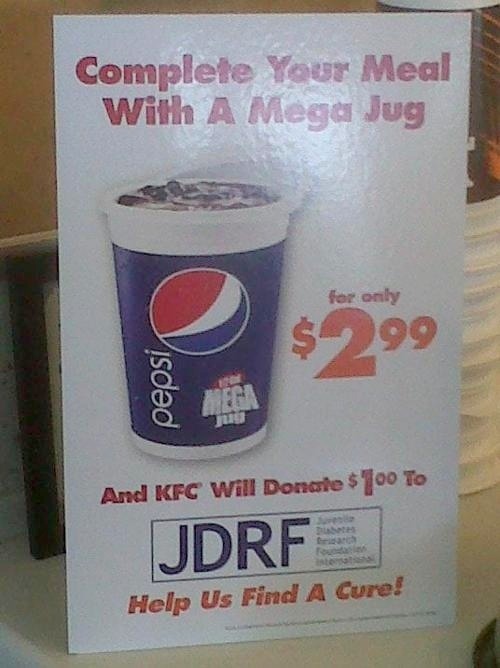 Complete Your Meal
With A Mega Jug
for only
$2.99
pepsi
MEGA
JUG
And KFC® Will Donate $1.00 To
JDRF
Juvenile
Diabetes
Research
Foundation
International
Help Us Find A Cure!